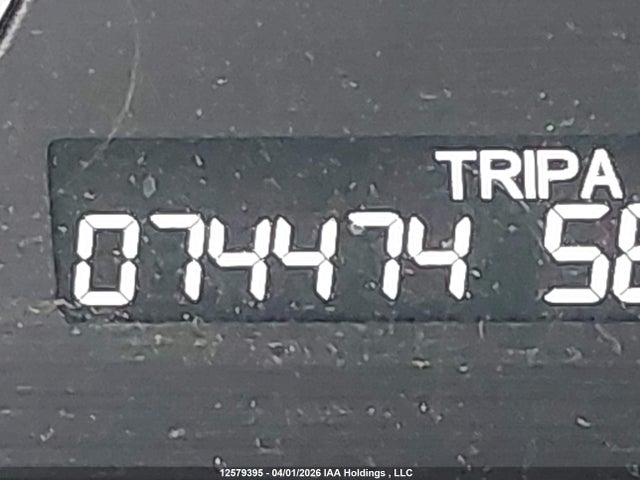 TRIPA
074474 58
12579395 - 04/01/2026 IAA Holdings , LLC